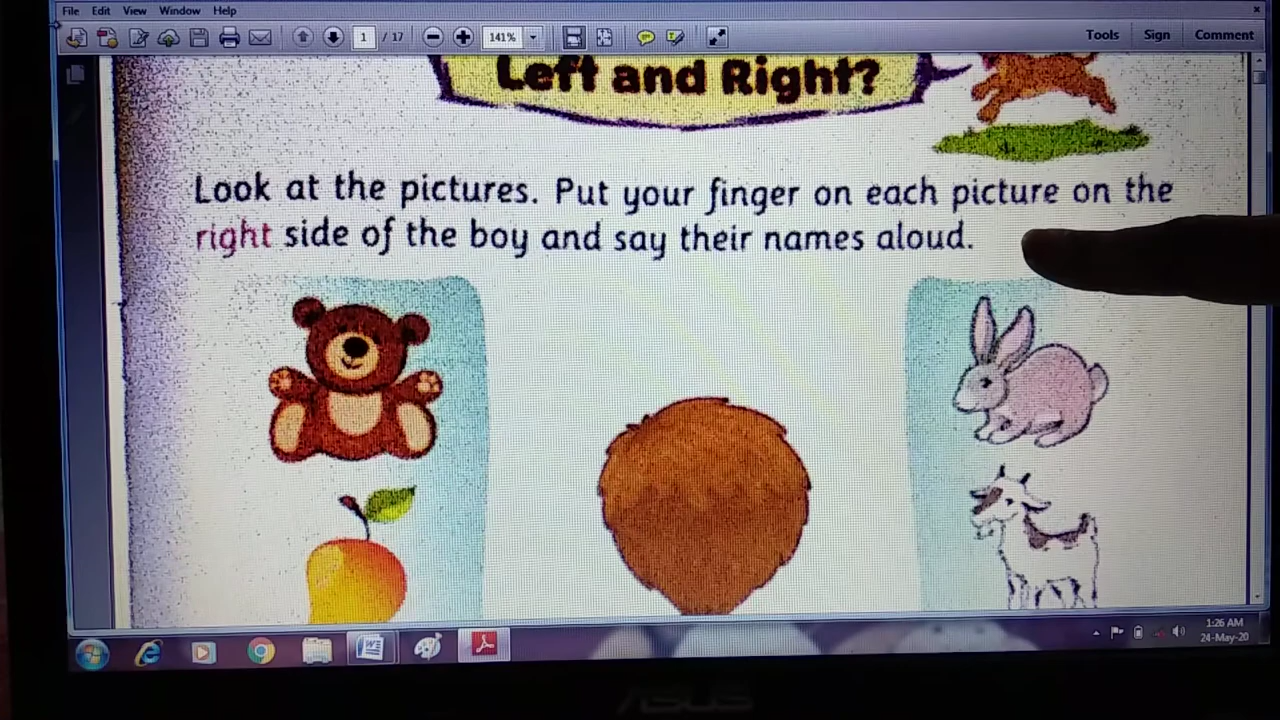 File Edit View Window Help
1 / 17 141% Tools Sign Comment
Left and Right?
Look at the pictures. Put your finger on each picture on the
right side of the boy and say their names aloud.
1:26 AM
24-May-20
ASUS